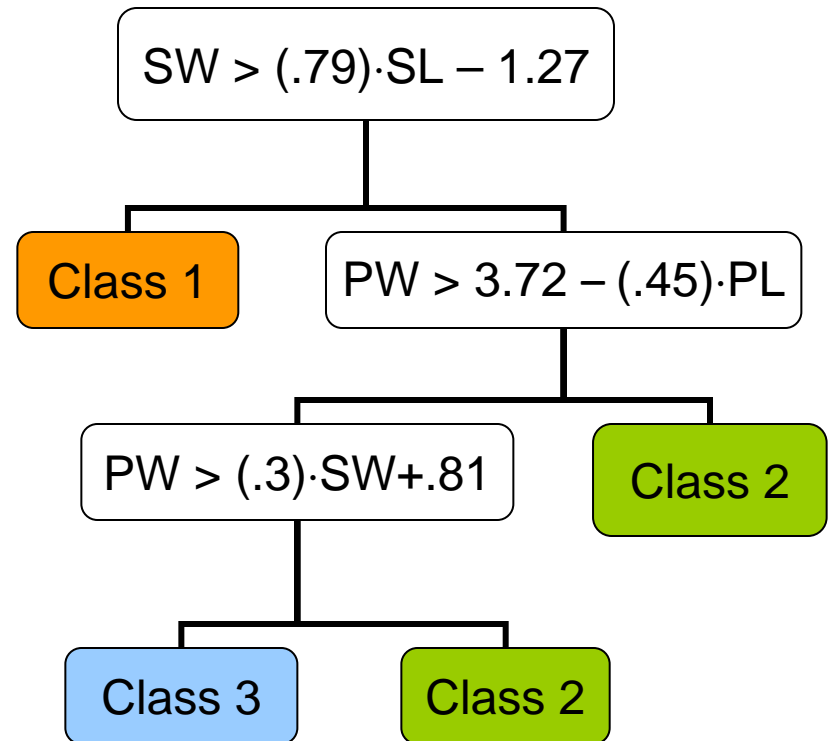 SW > (.79)·SL – 1.27
Class 1
PW > 3.72 – (.45)·PL
PW > (.3)·SW+.81
Class 2
Class 3
Class 2